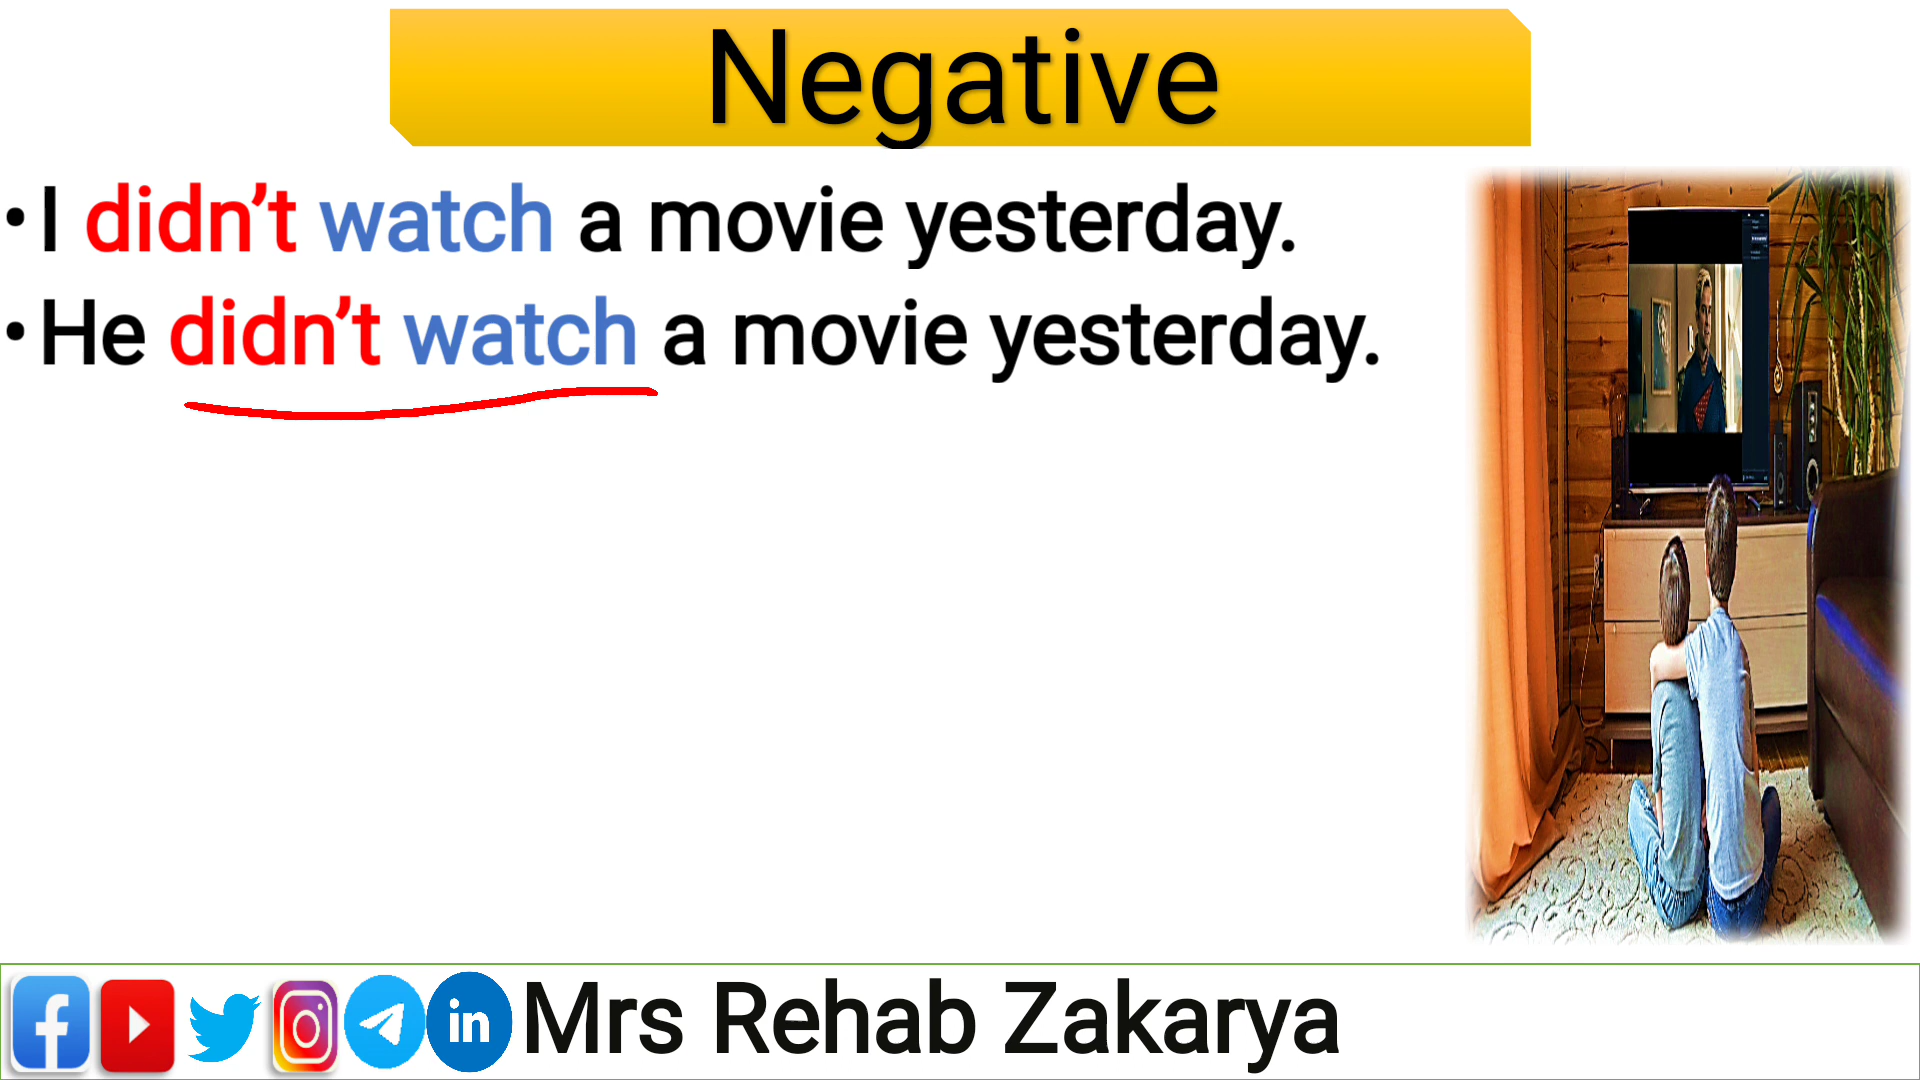 Negative
•I didn’t watch a movie yesterday.
•He didn’t watch a movie yesterday.
Mrs Rehab Zakarya